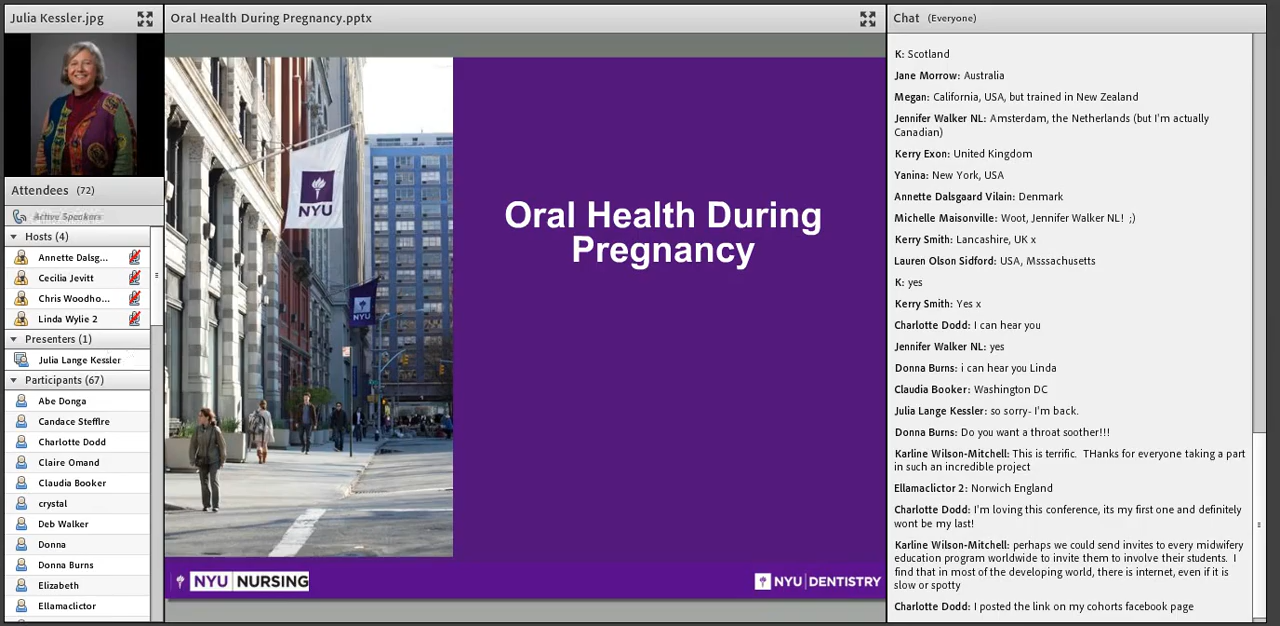 Julia Kessler.jpg
Oral Health During Pregnancy.pptx
Chat (Everyone)
Attendees (72)
Active Speakers
Hosts (4)
Annette Dalsg...
Cecilia Jevitt
Chris Woodho...
Linda Wylie 2
Presenters (1)
Julia Lange Kessler
Participants (67)
Abe Donga
Candace Stefflre
Charlotte Dodd
Claire Omand
Claudia Booker
crystal
Deb Walker
Donna
Donna Burns
Elizabeth
Ellamaclictor
NYU
NYU
Oral Health During
Pregnancy
NYU NURSING
NYU DENTISTRY
K: Scotland
Jane Morrow: Australia
Megan: California, USA, but trained in New Zealand
Jennifer Walker NL: Amsterdam, the Netherlands (but I'm actually
Canadian)
Kerry Exon: United Kingdom
Yanina: New York, USA
Annette Dalsgaard Vilain: Denmark
Michelle Maisonville: Woot, Jennifer Walker NL! ;)
Kerry Smith: Lancashire, UK x
Lauren Olson Sidford: USA, Msssachusetts
K: yes
Kerry Smith: Yes x
Charlotte Dodd: I can hear you
Jennifer Walker NL: yes
Donna Burns: i can hear you Linda
Claudia Booker: Washington DC
Julia Lange Kessler: so sorry- I'm back.
Donna Burns: Do you want a throat soother!!!
Karline Wilson-Mitchell: This is terrific. THanks for everyone taking a part
in such an incredible project
Ellamaclictor 2: Norwich England
Charlotte Dodd: I'm loving this conference, its my first one and definitely
wont be my last!
Karline Wilson-Mitchell: perhaps we could send invites to every midwifery
education program worldwide to invite them to involve their students. I
find that in most of the developing world, there is internet, even if it is
slow or spotty
Charlotte Dodd: I posted the link on my cohorts facebook page